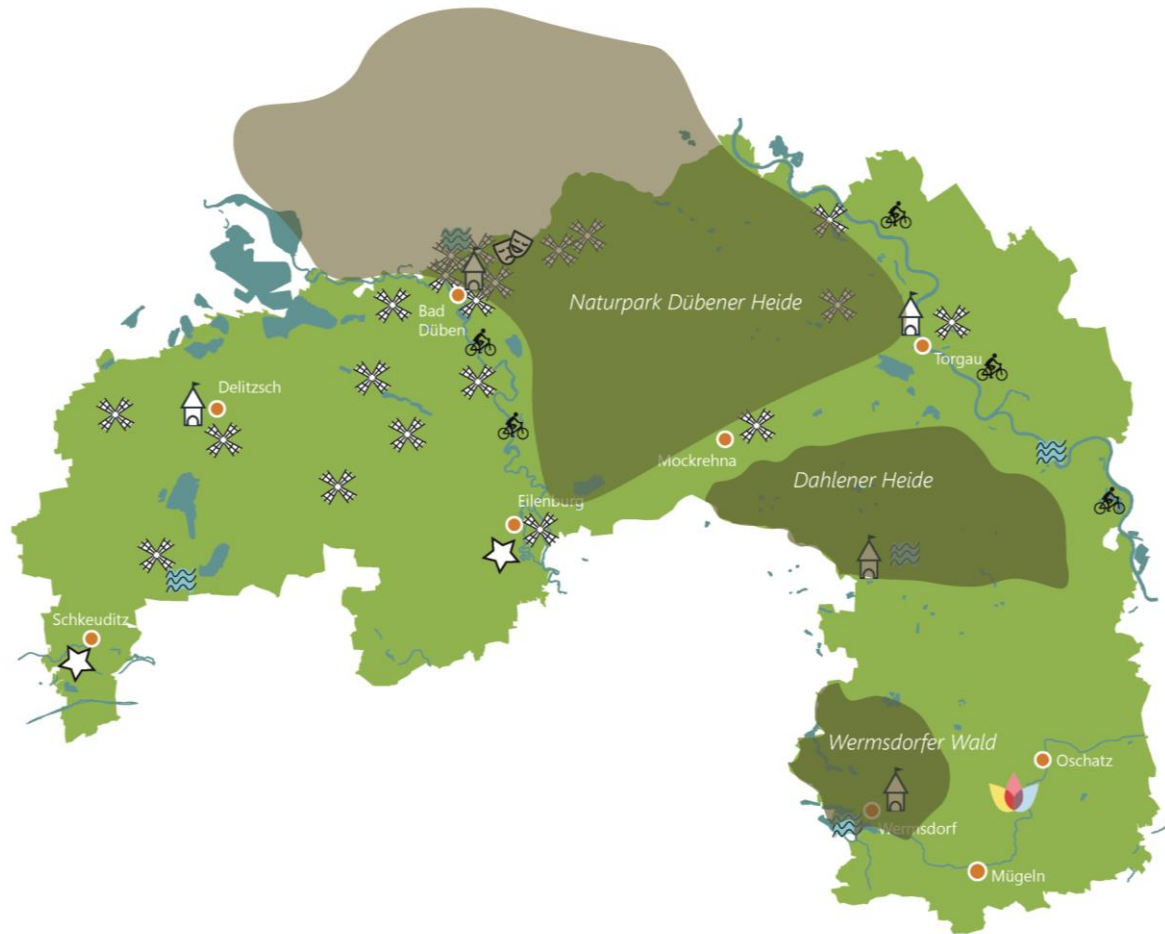 Naturpark Dübener Heide
Bad
Düben
Torgau
Delitzsch
Mockrehna
Dahlener Heide
Eilenburg
Schkeuditz
Wermsdorfer Wald
Oschatz
Wermsdorf
Mügeln